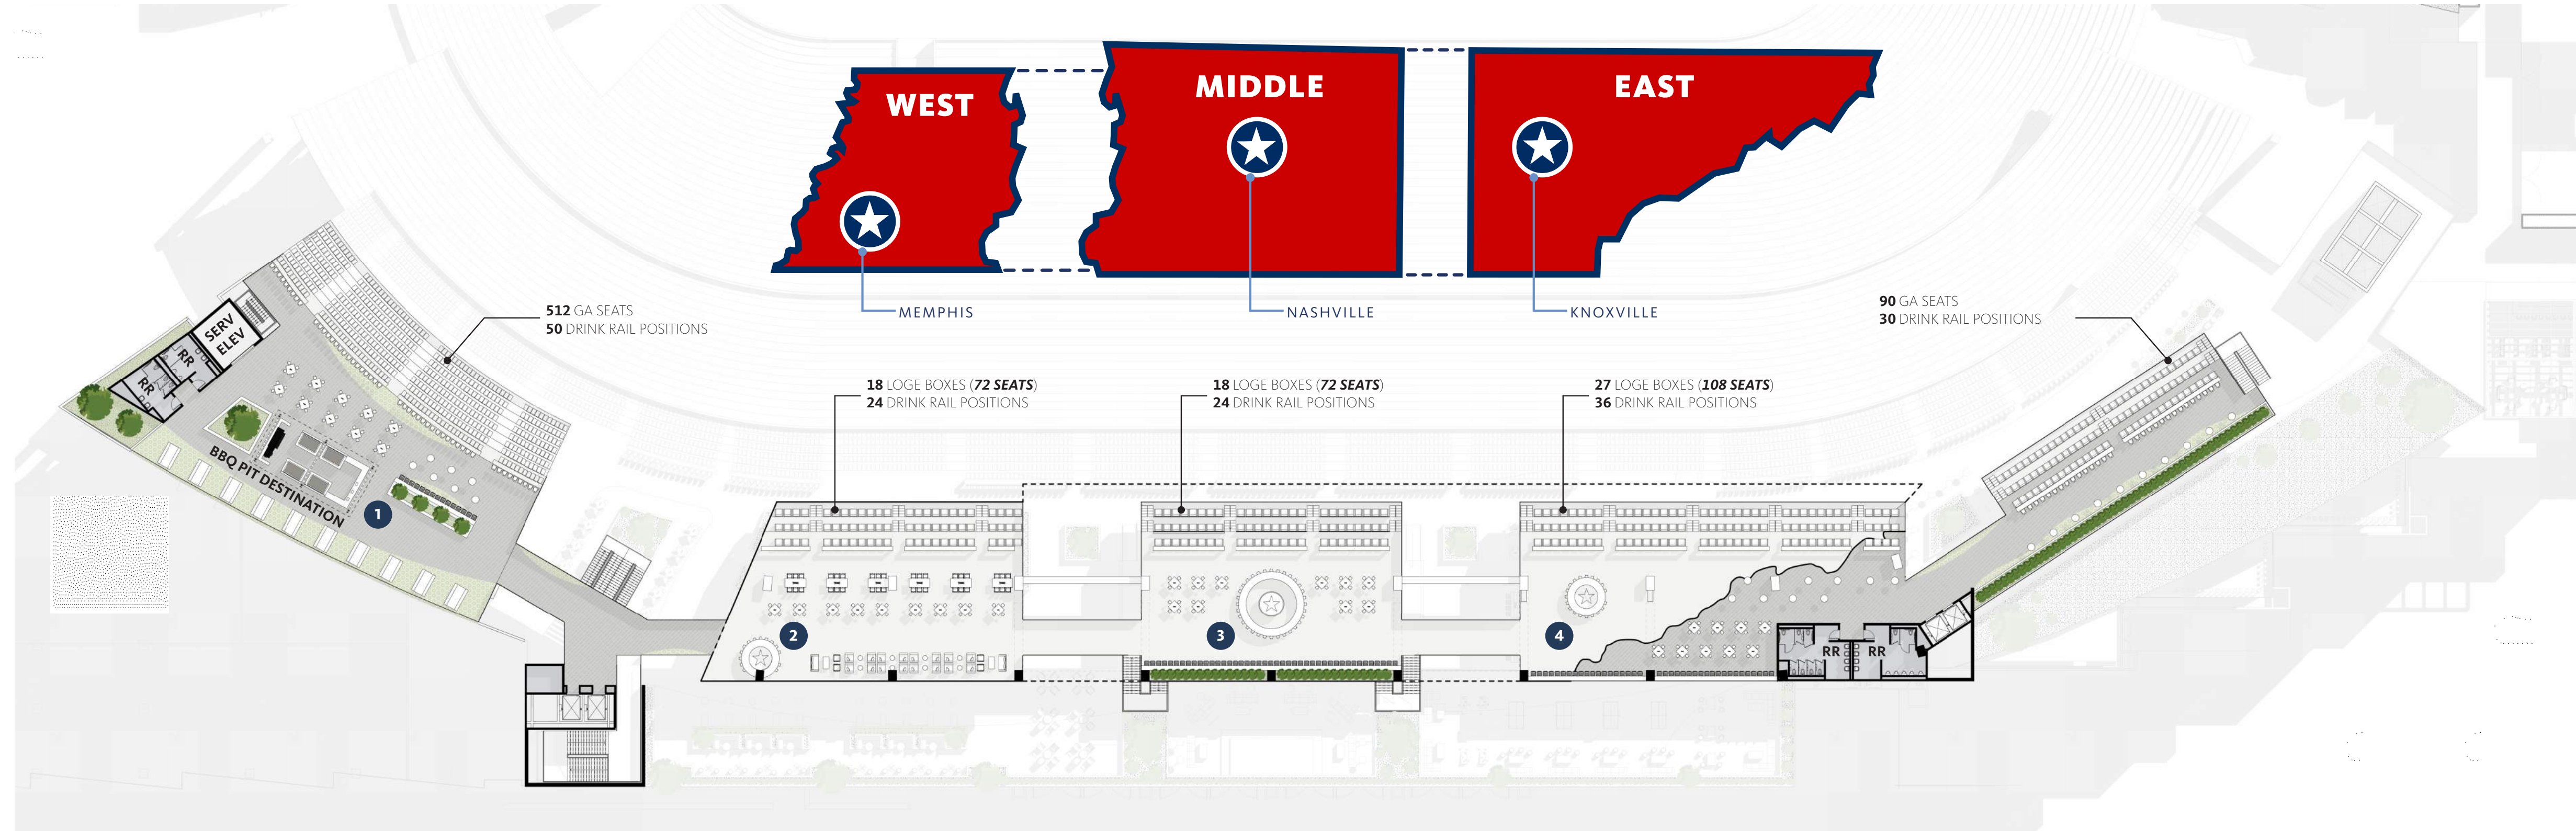 WEST
MIDDLE
EAST
MEMPHIS
NASHVILLE
KNOXVILLE
512 GA SEATS
50 DRINK RAIL POSITIONS
90 GA SEATS
30 DRINK RAIL POSITIONS
18 LOGE BOXES (72 SEATS)
24 DRINK RAIL POSITIONS
18 LOGE BOXES (72 SEATS)
24 DRINK RAIL POSITIONS
27 LOGE BOXES (108 SEATS)
36 DRINK RAIL POSITIONS
SERV
ELEV
RR
RR
BBQ PIT DESTINATION
1
2
3
4
RR
RR